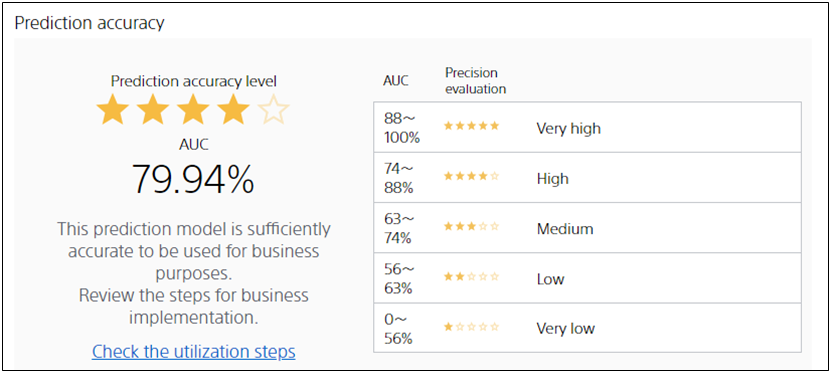 Prediction accuracy
Prediction accuracy level
AUC
79.94%
This prediction model is sufficiently
accurate to be used for business
purposes.
Review the steps for business
implementation.
Check the utilization steps
AUC Precision
evaluation
88～
100% Very high
74～
88% High
63～
74% Medium
56～
63% Low
0～
56% Very low